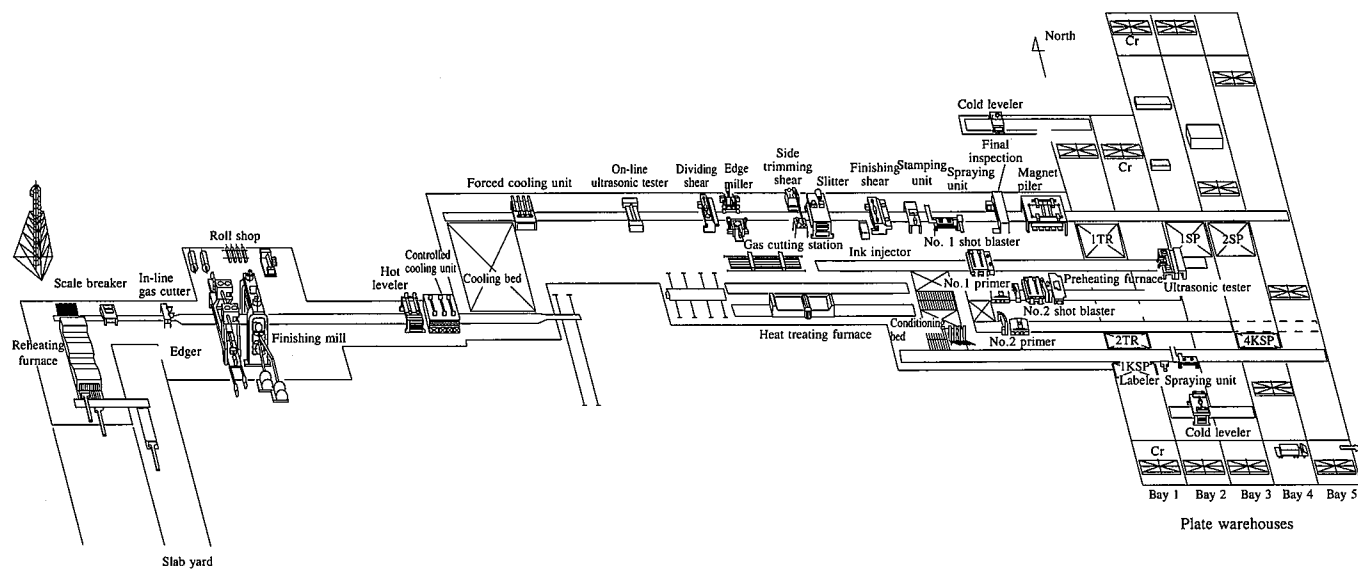 North
Cr
Cold leveler
Final
inspection
Cr
Side
trimming
shear
Slitter
Finishing
shear
Stamping
unit
Spraying
unit
Magnet
piler
Forced cooling unit
On-line
ultrasonic tester
Dividing
shear
Edge
miller
Roll shop
Gas cutting station
Ink injector
No. 1 shot blaster
1TR
1SP
2SP
Scale breaker
In-line
gas cutter
Hot
leveler
Controlled
cooling unit
Cooling bed
No.1 primer
Preheating furnace
Ultrasonic tester
No.2 shot blaster
Reheating
furnace
Edger
Finishing mill
Heat treating furnace
Conditioning
bed
No.2 primer
2TR
4KSP
1KSP
Labeler
Spraying unit
Cold leveler
Cr
Bay 1
Bay 2
Bay 3
Bay 4
Bay 5
Plate warehouses
Slab yard